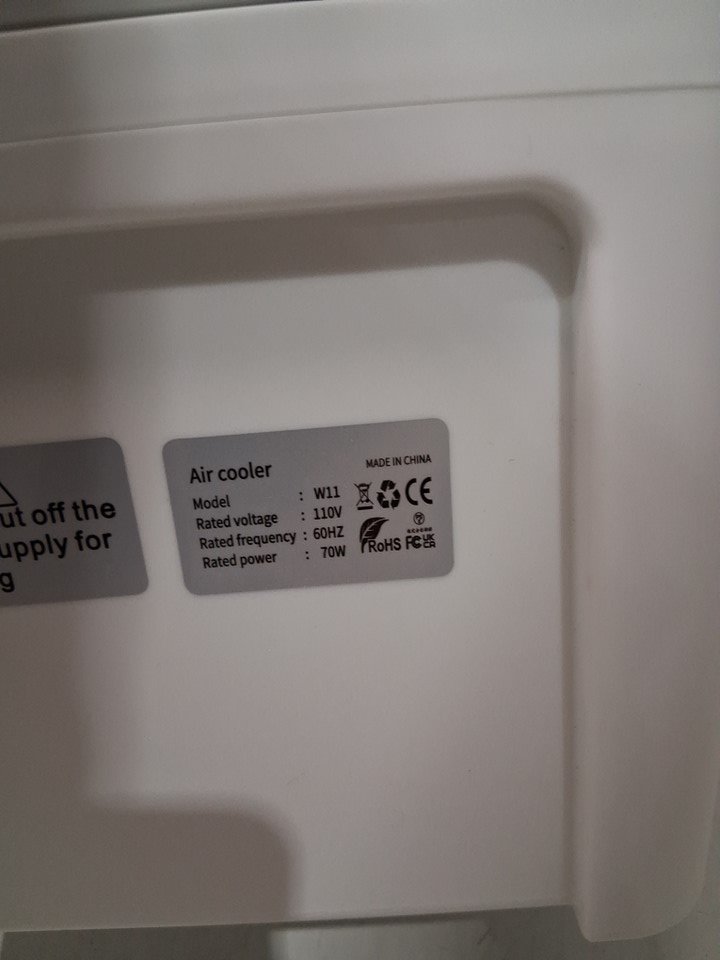 ut off the
upply for
g
Air cooler
MADE IN CHINA
Model : W11
Rated voltage : 110V
Rated frequency : 60HZ
Rated power : 70W
CE
RoHS FC UK CA